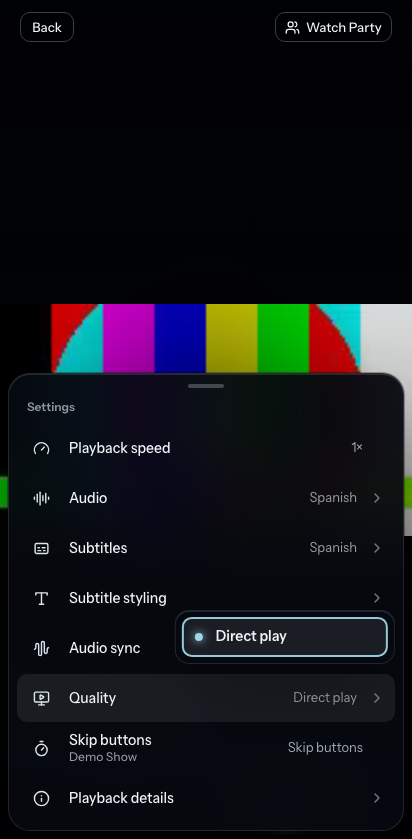 Back
Watch Party
Settings
Playback speed 1×
Audio Spanish
Subtitles Spanish
Subtitle styling
Direct play
Audio sync
Quality Direct play
Skip buttons Skip buttons
Demo Show
Playback details